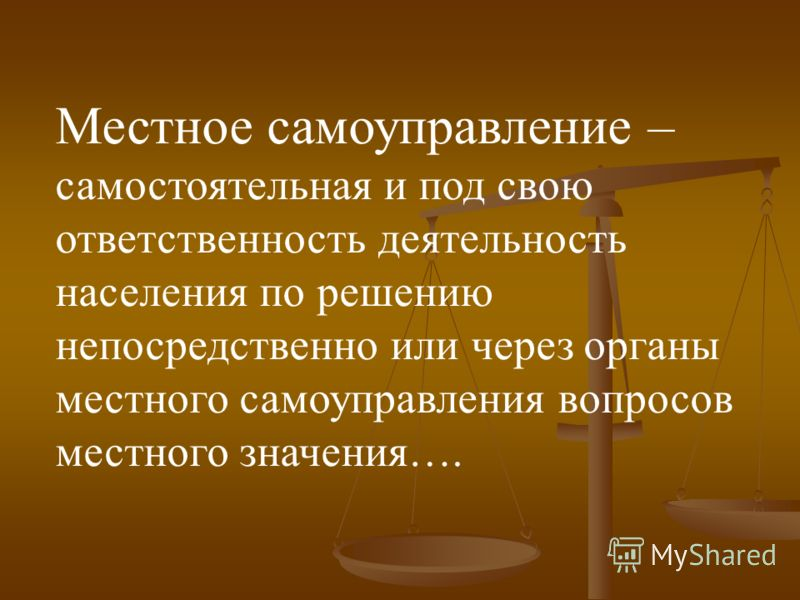 Местное самоуправление –
самостоятельная и под свою
ответственность деятельность
населения по решению
непосредственно или через органы
местного самоуправления вопросов
местного значения….
MyShared